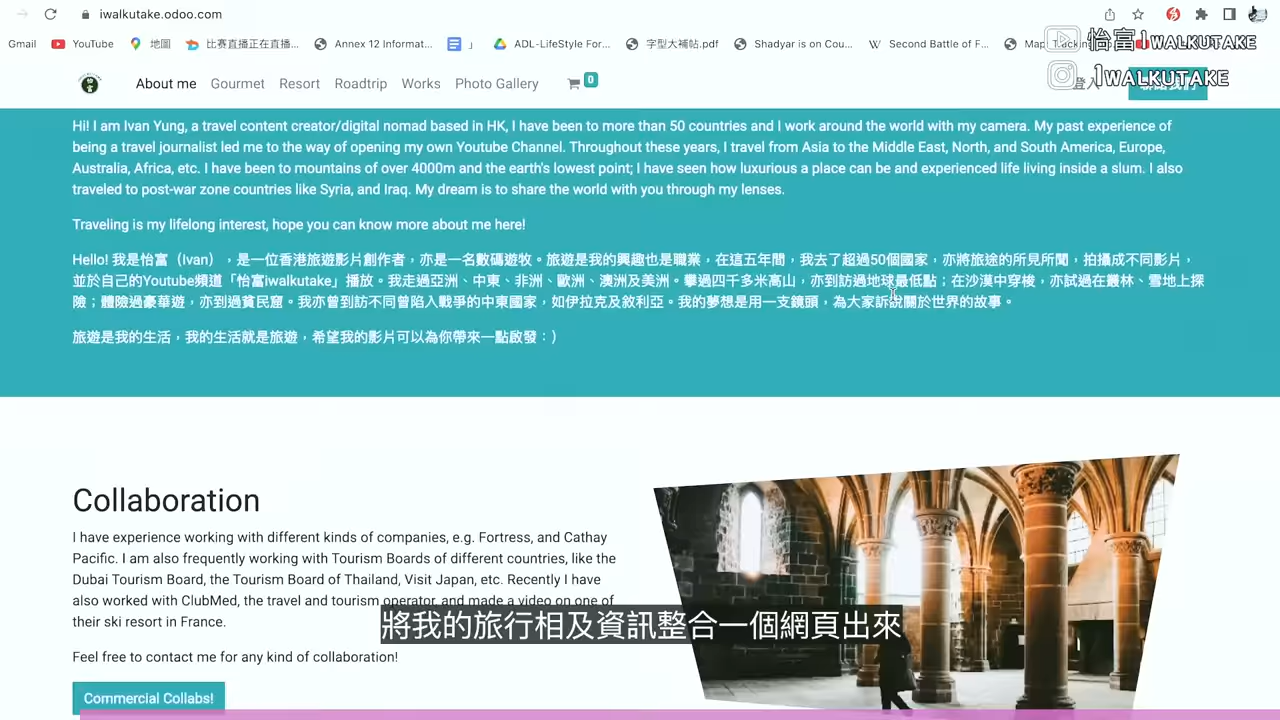 iwalkutake.odoo.com
Gmail YouTube 地圖 比賽直播正在直播... Annex 12 Informat... 」 ADL-LifeStyle For... 字型大補帖.pdf Shadyar is on Cou... Second Battle of F...
怡富1WALKUTAKE
1WALKUTAKE
About me Gourmet Resort Roadtrip Works Photo Gallery 0 登入
Hi! I am Ivan Yung, a travel content creator/digital nomad based in HK, I have been to more than 50 countries and I work around the world with my camera. My past experience of
being a travel journalist led me to the way of opening my own Youtube Channel. Throughout these years, I travel from Asia to the Middle East, North, and South America, Europe,
Australia, Africa, etc. I have been to mountains of over 4000m and the earth's lowest point; I have seen how luxurious a place can be and experienced life living inside a slum. I also
traveled to post-war zone countries like Syria, and Iraq. My dream is to share the world with you through my lenses.
Traveling is my lifelong interest, hope you can know more about me here!
Hello! 我是怡富（Ivan），是一位香港旅遊影片創作者，亦是一名數碼遊牧。旅遊是我的興趣也是職業，在這五年間，我去了超過50個國家，亦將旅途的所見所聞，拍攝成不同影片，
並於自己的Youtube頻道「怡富iwalkutake」播放。我走過亞洲、中東、非洲、歐洲、澳洲及美洲。攀過四千多米高山，亦到訪過地球最低點；在沙漠中穿梭，亦試過在叢林、雪地上探
險；體驗過豪華遊，亦到過貧民窟。我亦曾到訪不同曾陷入戰爭的中東國家，如伊拉克及敘利亞。我的夢想是用一支鏡頭，為大家訴說關於世界的故事。
旅遊是我的生活，我的生活就是旅遊，希望我的影片可以為你帶來一點啟發：）
Collaboration
I have experience working with different kinds of companies, e.g. Fortress, and Cathay
Pacific. I am also frequently working with Tourism Boards of different countries, like the
Dubai Tourism Board, the Tourism Board of Thailand, Visit Japan, etc. Recently I have
also worked with ClubMed, the travel and tourism operator, and made a video on one of
their ski resort in France.
將我的旅行相及資訊整合一個網頁出來
Feel free to contact me for any kind of collaboration!
Commercial Collabs!